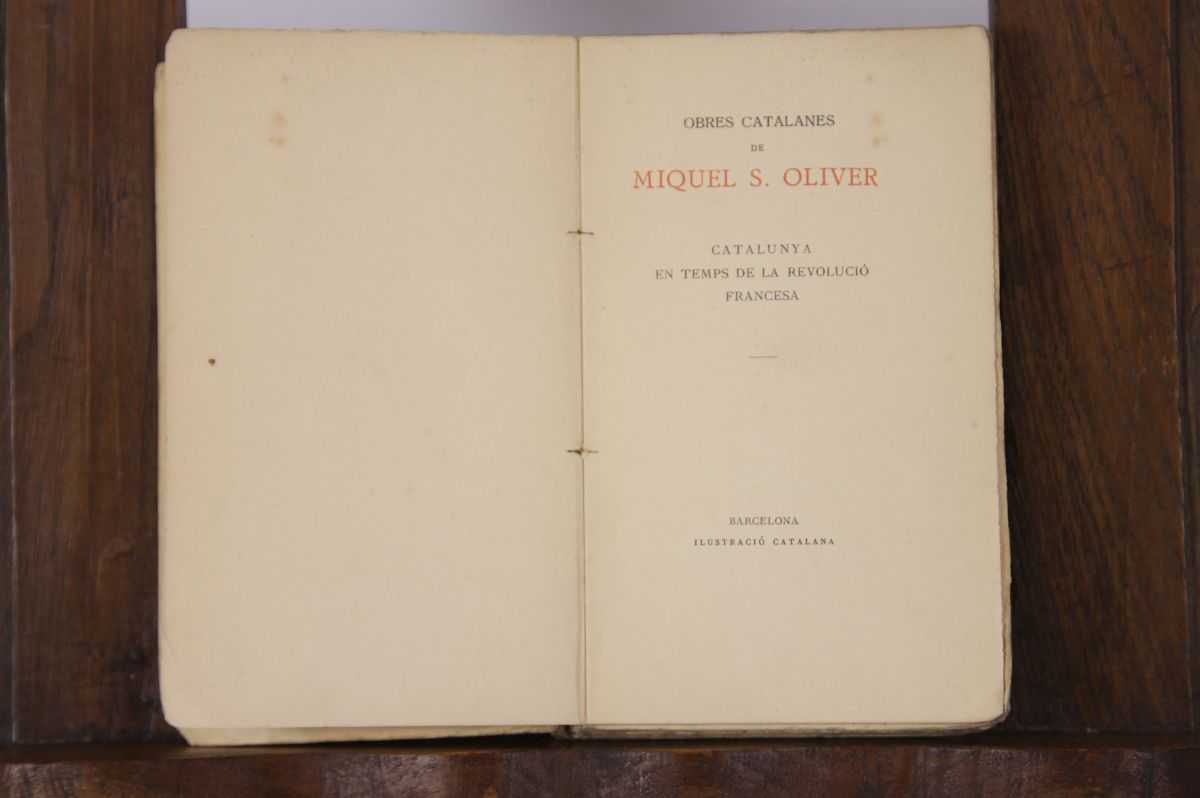 OBRES CATALANES
DE
MIQUEL S. OLIVER
CATALUNYA
EN TEMPS DE LA REVOLUCIÓ
FRANCESA
BARCELONA
ILUSTRACIÓ CATALANA